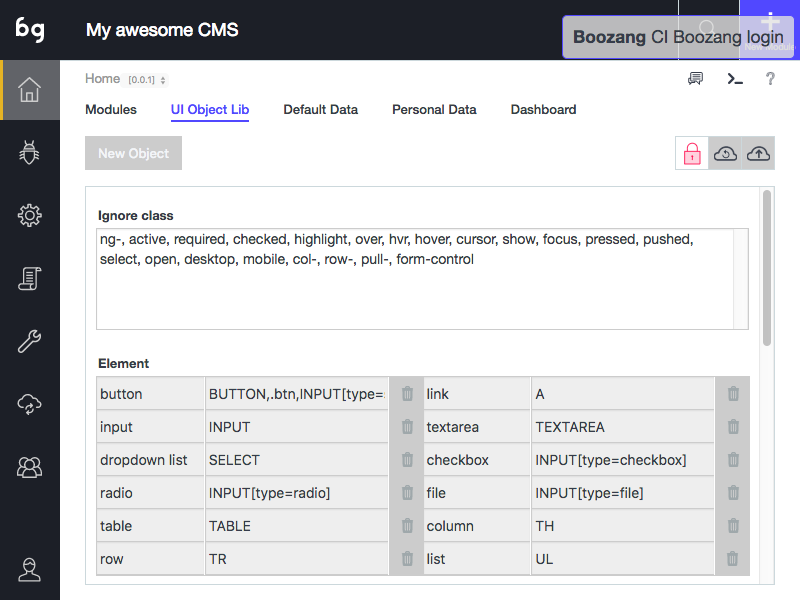 bg
My awesome CMS
Boozang CI Boozang login
New Module
Home [0.0.1]
?
Modules UI Object Lib Default Data Personal Data Dashboard
New Object
1
Ignore class
ng-, active, required, checked, highlight, over, hvr, hover, cursor, show, focus, pressed, pushed,
select, open, desktop, mobile, col-, row-, pull-, form-control
Element
button BUTTON,.btn,INPUT[type= link A
input INPUT textarea TEXTAREA
dropdown list SELECT checkbox INPUT[type=checkbox]
radio INPUT[type=radio] file INPUT[type=file]
table TABLE column TH
row TR list UL